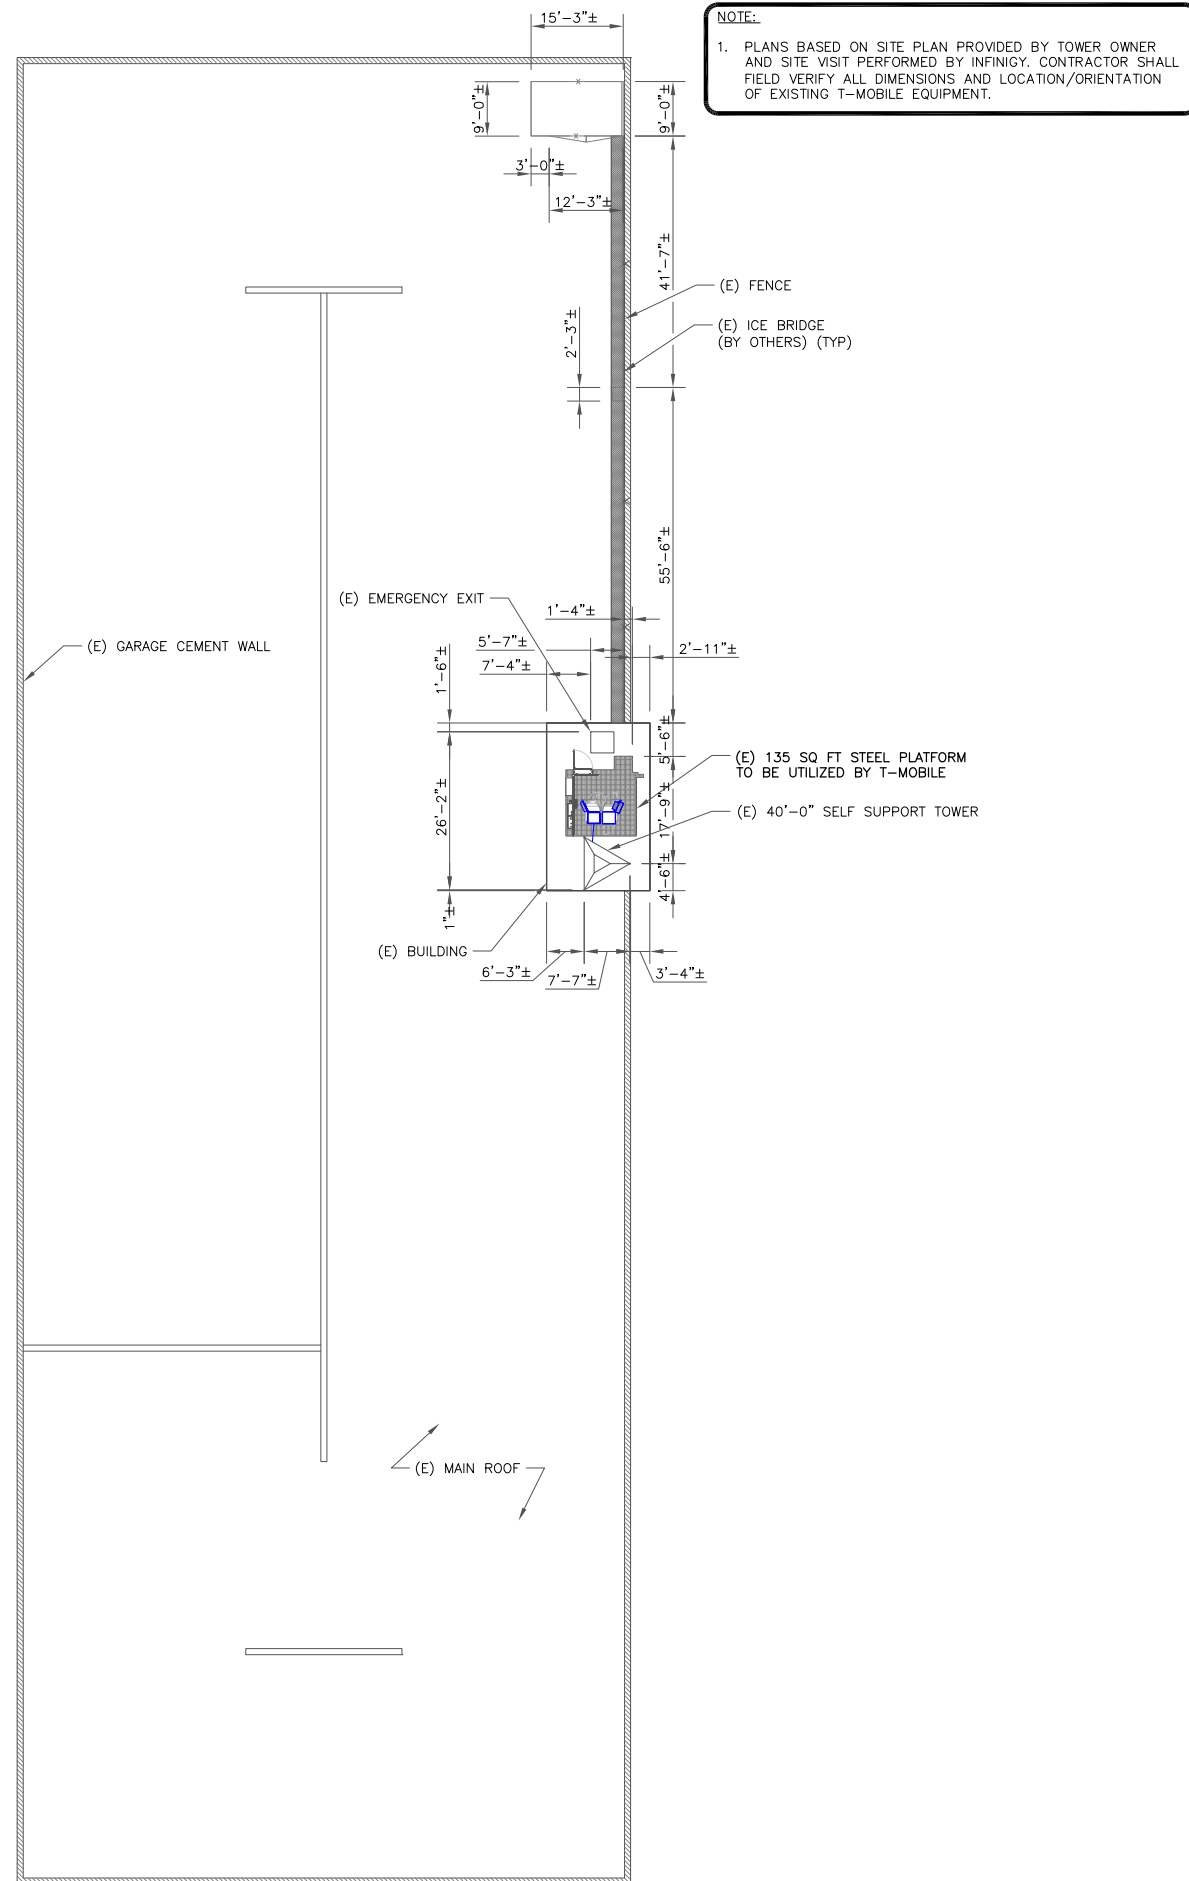 15'-3"±
NOTE:
1. PLANS BASED ON SITE PLAN PROVIDED BY TOWER OWNER
AND SITE VISIT PERFORMED BY INFINIGY. CONTRACTOR SHALL
FIELD VERIFY ALL DIMENSIONS AND LOCATION/ORIENTATION
OF EXISTING T-MOBILE EQUIPMENT.
9'-0"±
9'-0"±
3'-0"±
12'-3"±
41'-7"±
(E) FENCE
(E) ICE BRIDGE
(BY OTHERS) (TYP)
2'-3"±
55'-6"±
(E) EMERGENCY EXIT
1'-4"±
(E) GARAGE CEMENT WALL
5'-7"±
2'-11"±
7'-4"±
1'-6"±
5'-6"±
(E) 135 SQ FT STEEL PLATFORM
TO BE UTILIZED BY T-MOBILE
26'-2"±
17'-9"±
(E) 40'-0" SELF SUPPORT TOWER
4'-6"±
1"±
(E) BUILDING
6'-3"±
7'-7"±
3'-4"±
(E) MAIN ROOF